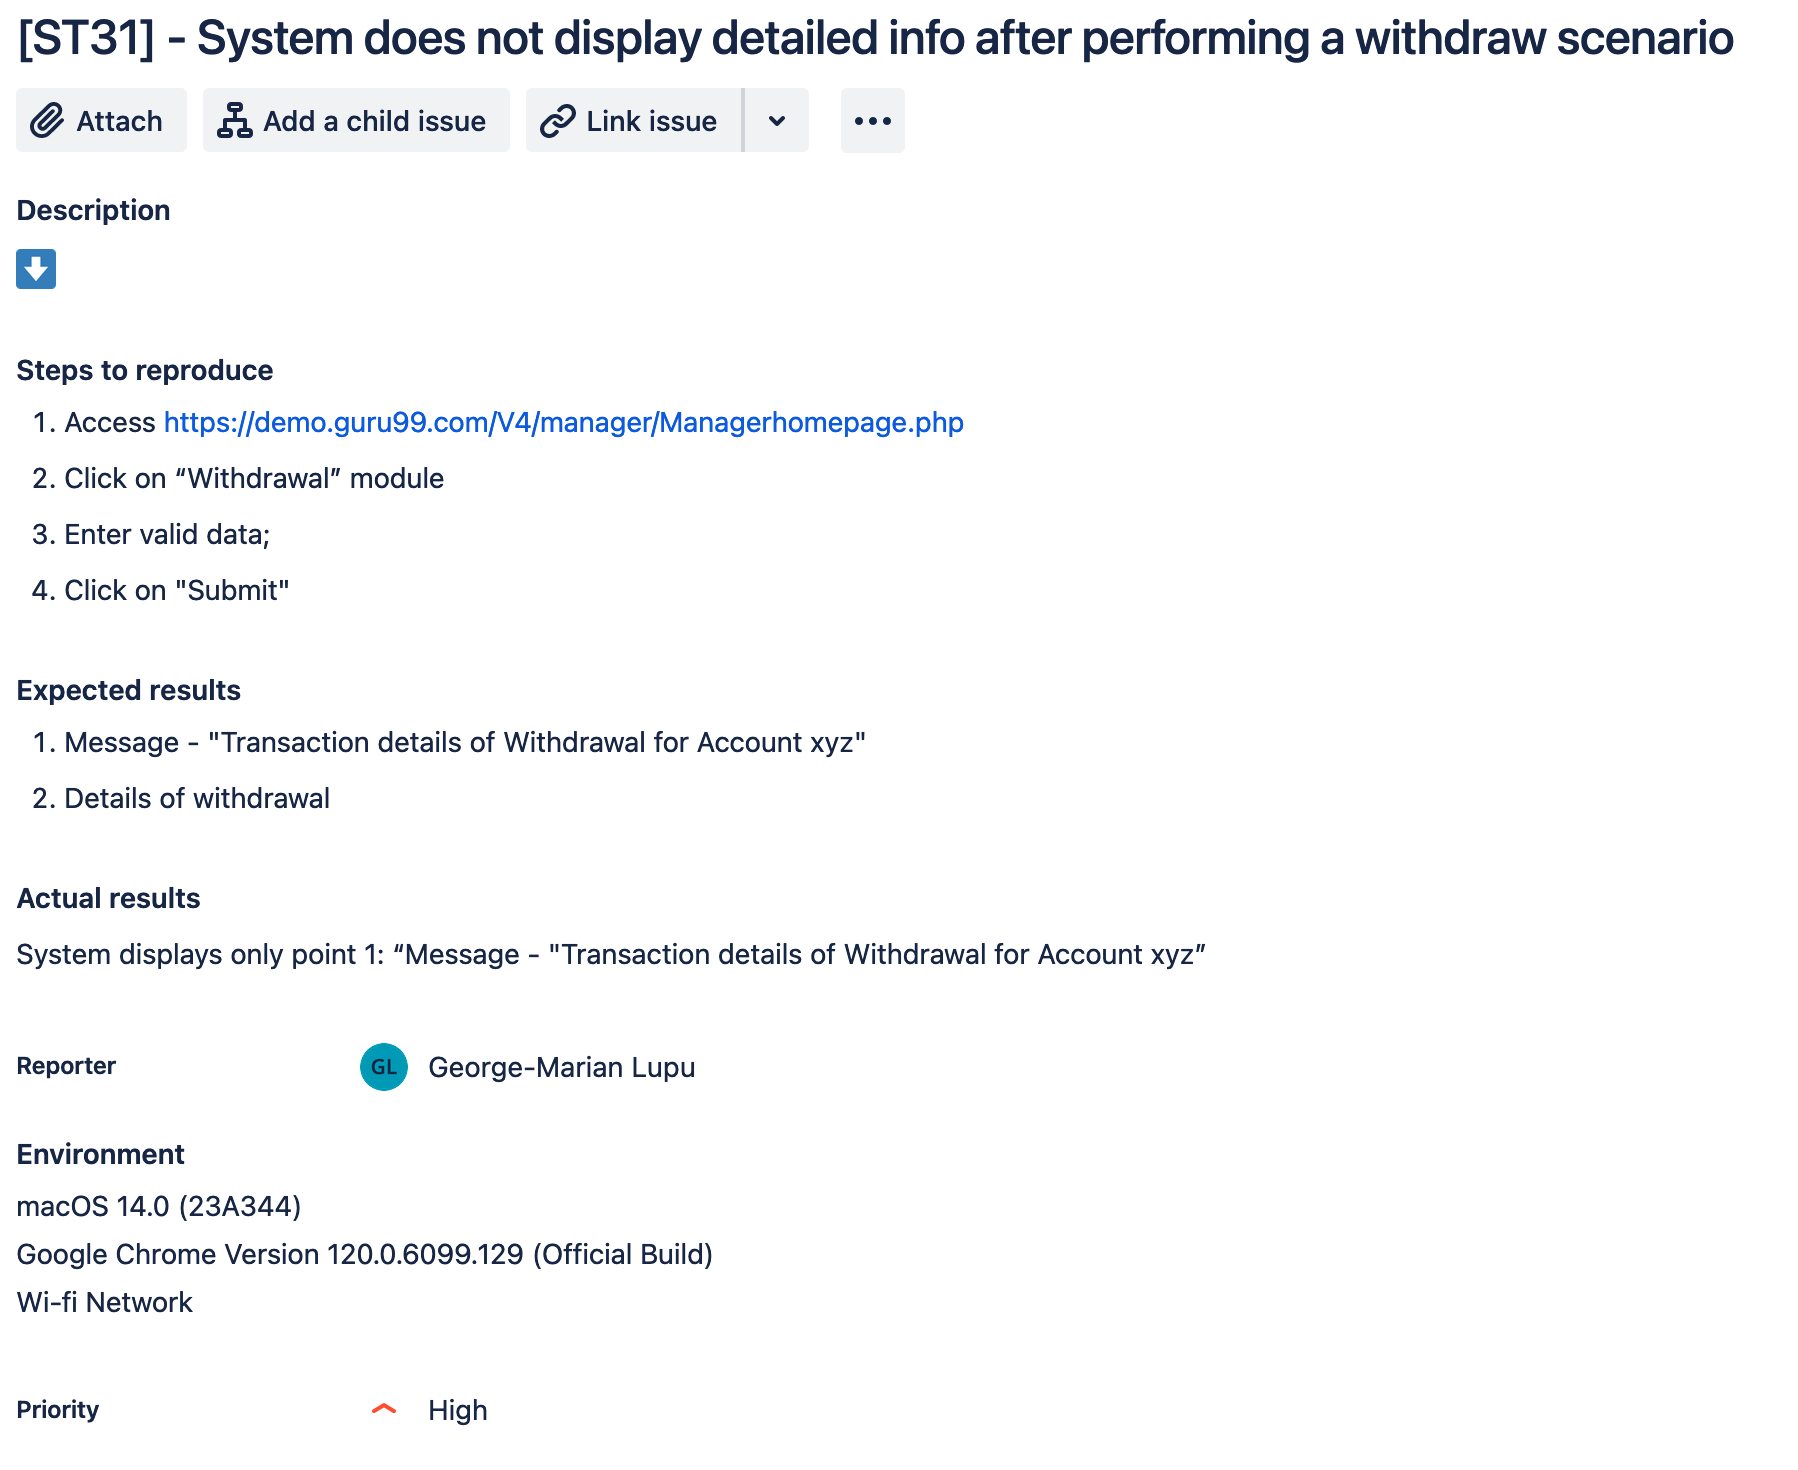 [ST31] - System does not display detailed info after performing a withdraw scenario
Attach
Add a child issue
Link issue
Description
Steps to reproduce
1. Access https://demo.guru99.com/V4/manager/Managerhomepage.php
2. Click on “Withdrawal” module
3. Enter valid data;
4. Click on "Submit"
Expected results
1. Message - "Transaction details of Withdrawal for Account xyz"
2. Details of withdrawal
Actual results
System displays only point 1: “Message - "Transaction details of Withdrawal for Account xyz”
Reporter GL George-Marian Lupu
Environment
macOS 14.0 (23A344)
Google Chrome Version 120.0.6099.129 (Official Build)
Wi-fi Network
Priority High